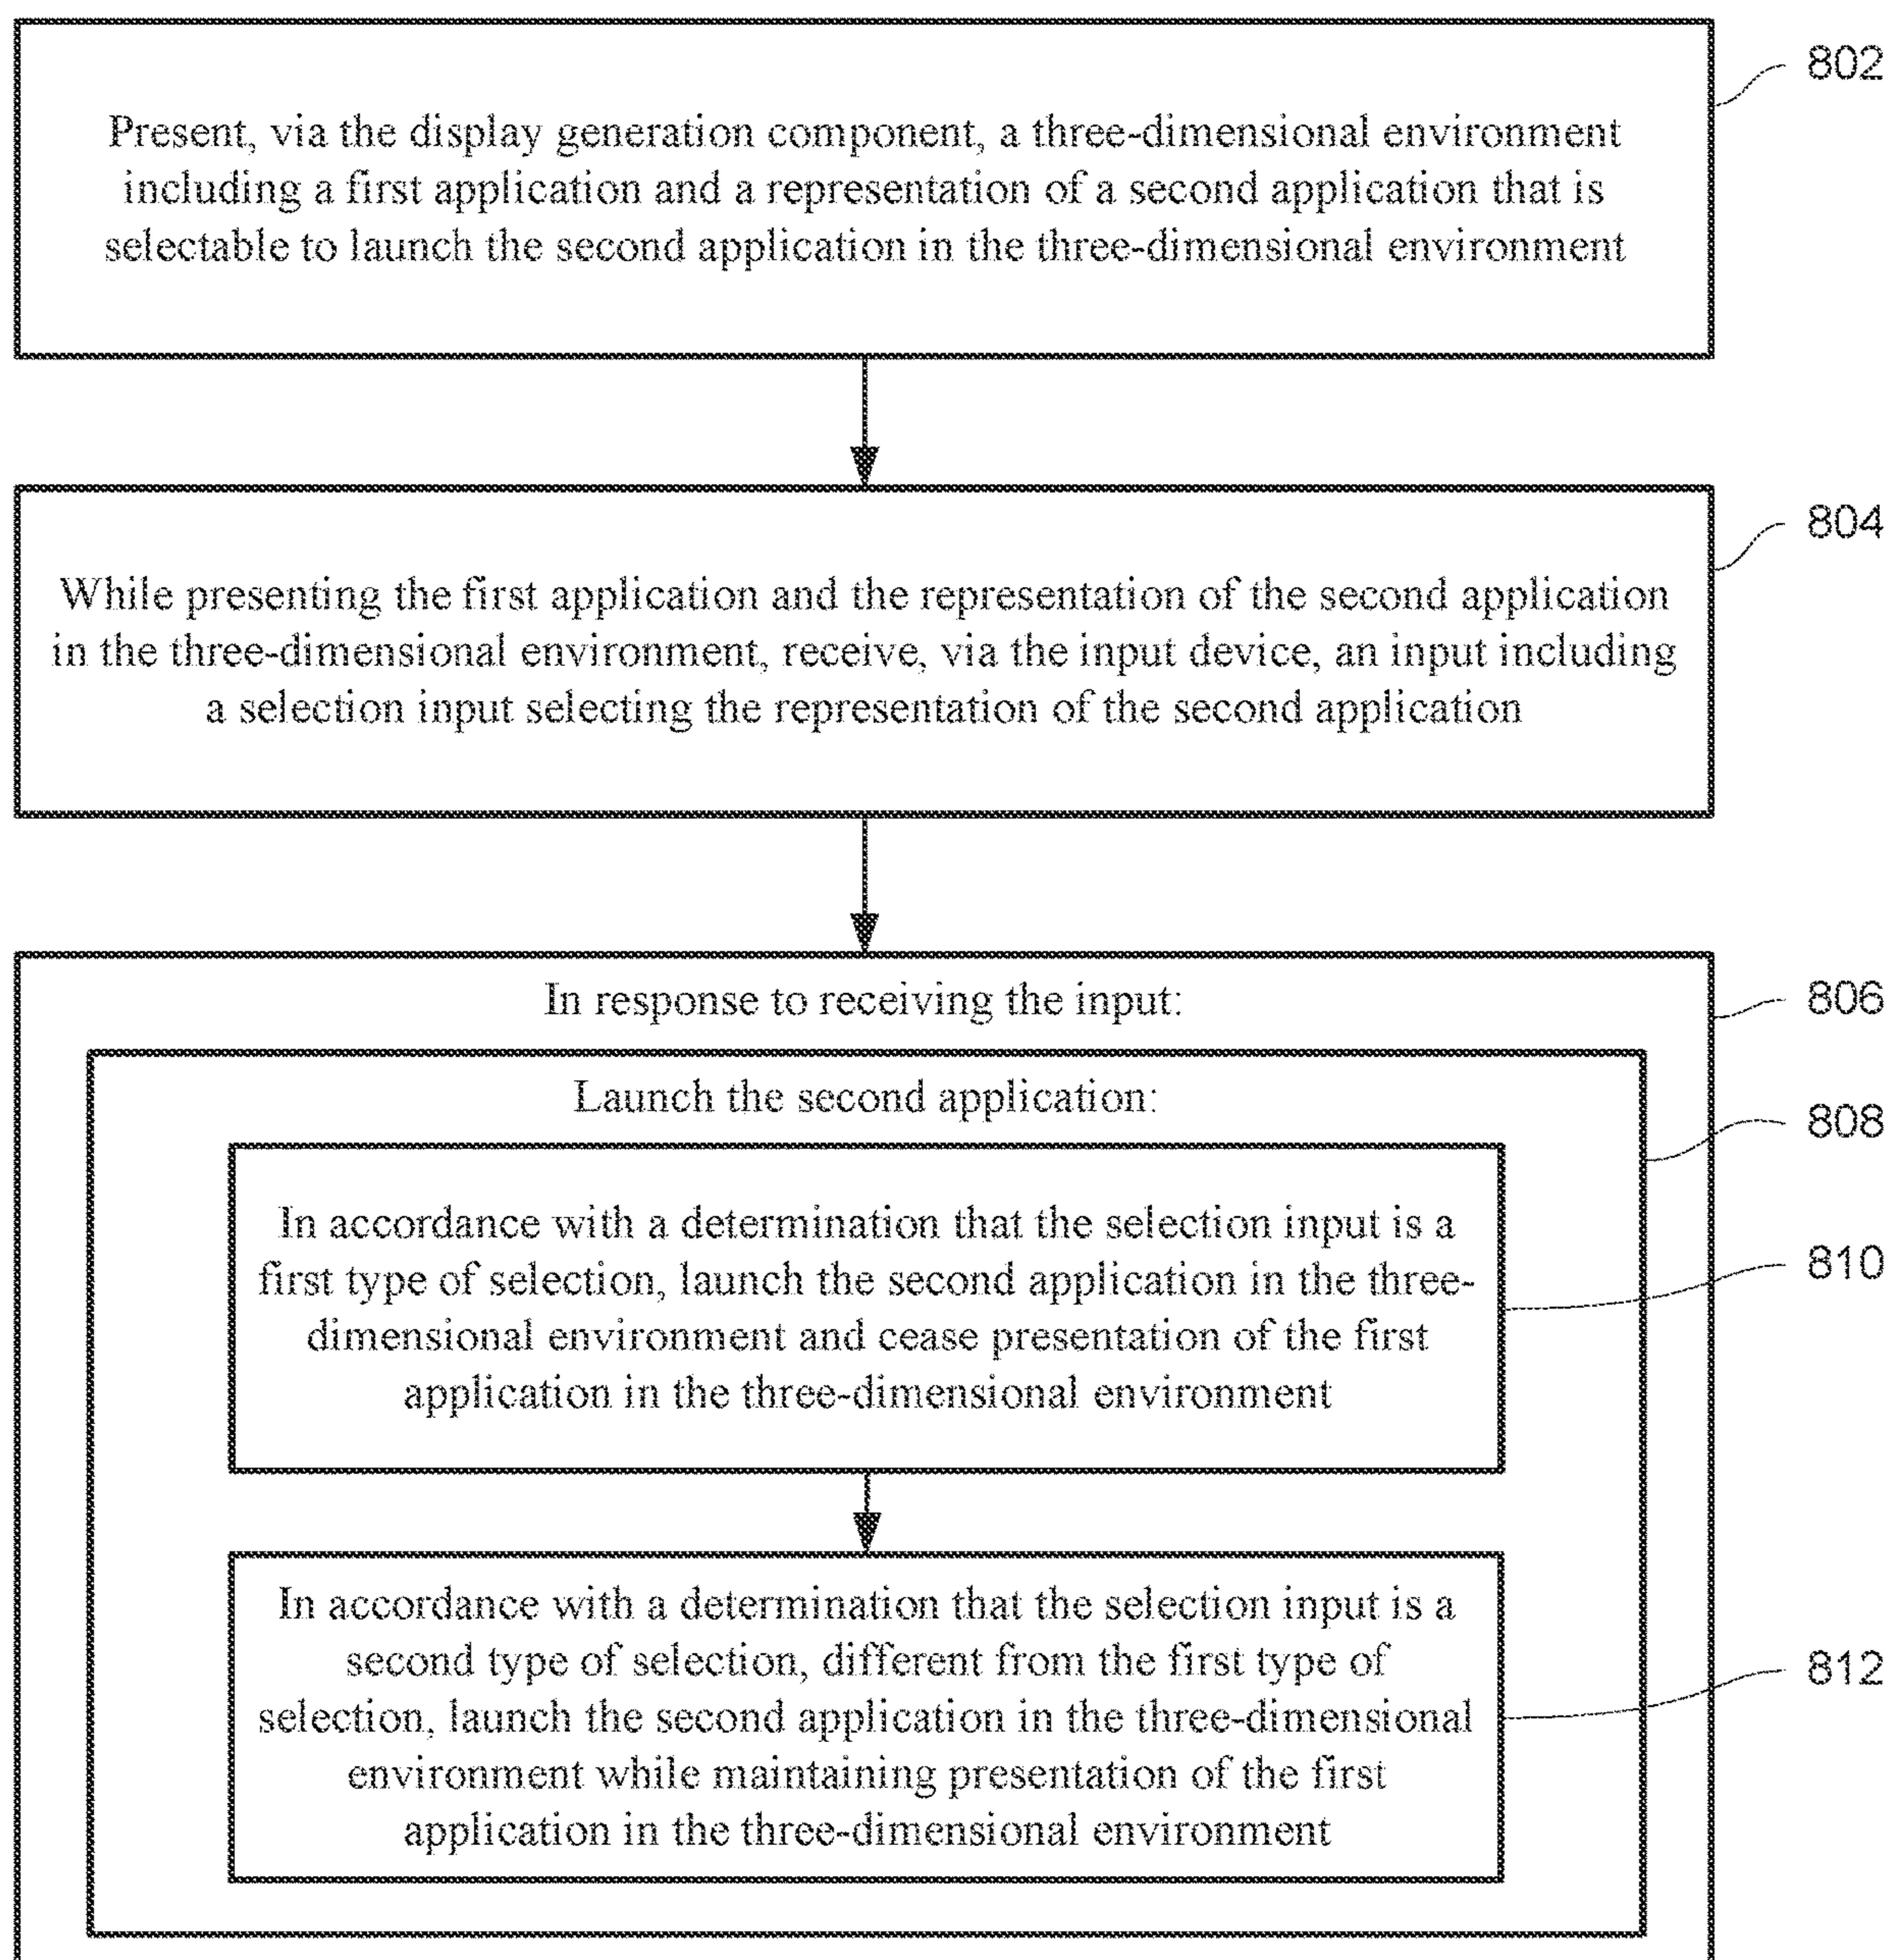 802
Present, via the display generation component, a three-dimensional environment
including a first application and a representation of a second application that is
selectable to launch the second application in the three-dimensional environment
804
While presenting the first application and the representation of the second application
in the three-dimensional environment, receive, via the input device, an input including
a selection input selecting the representation of the second application
806
In response to receiving the input:
808
Launch the second application:
810
In accordance with a determination that the selection input is a
first type of selection, launch the second application in the three-
dimensional environment and cease presentation of the first
application in the three-dimensional environment
812
In accordance with a determination that the selection input is a
second type of selection, different from the first type of
selection, launch the second application in the three-dimensional
environment while maintaining presentation of the first
application in the three-dimensional environment